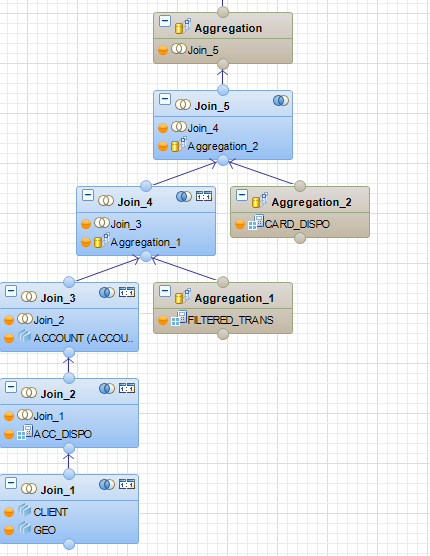 Aggregation
Join_5
Join_5
Join_4
Aggregation_2
Join_4
Join_3
Aggregation_1
Aggregation_2
CARD_DISPO
Join_3
Join_2
ACCOUNT (ACCOU...
Aggregation_1
FILTERED_TRANS
Join_2
Join_1
ACC_DISPO
Join_1
CLIENT
GEO